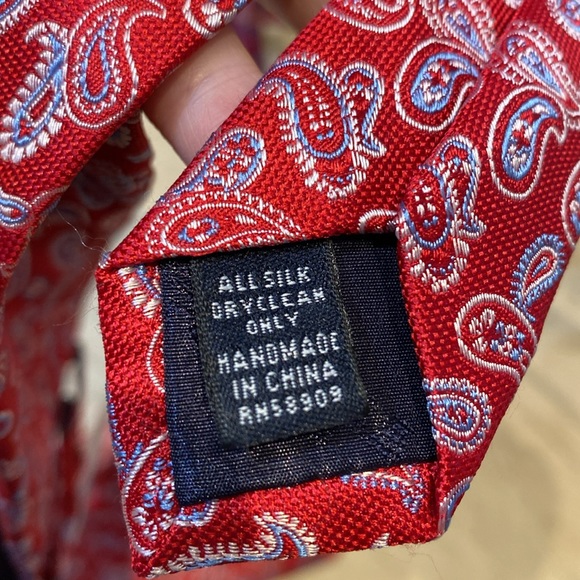 ALL SILK
DRYCLEAN
ONLY
HANDMADE
IN CHINA
RN58909